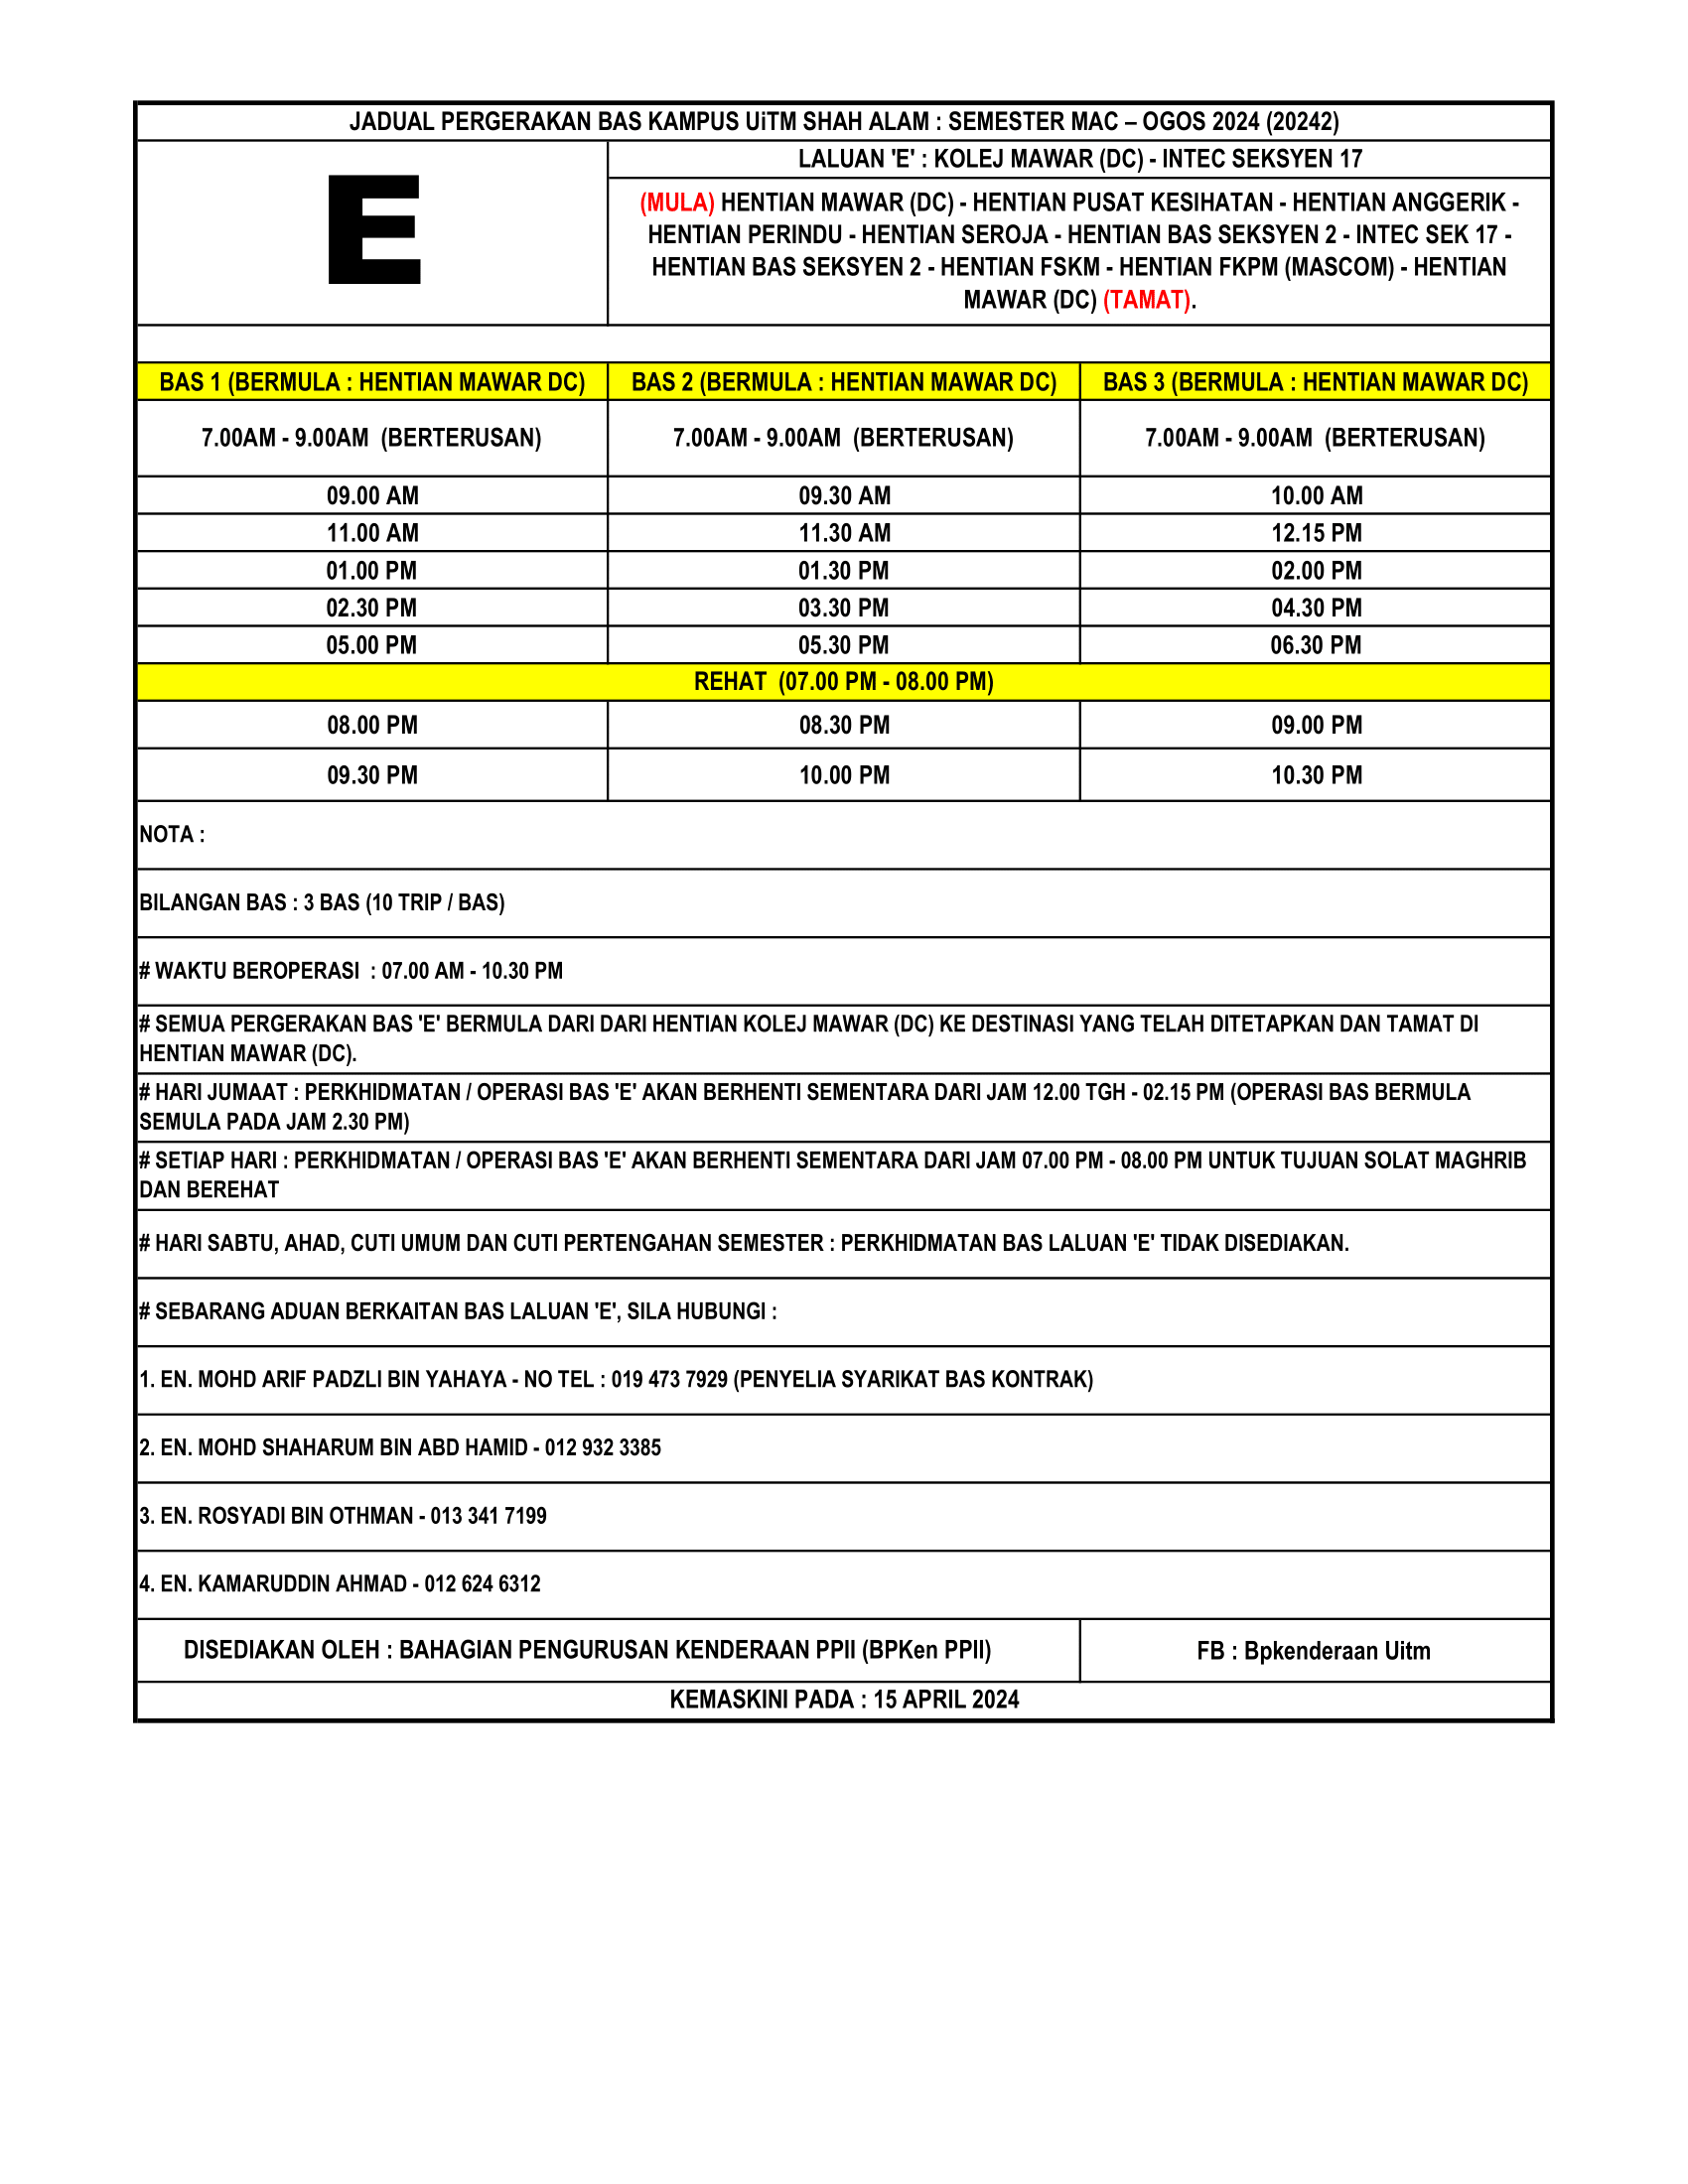 JADUAL PERGERAKAN BAS KAMPUS UiTM SHAH ALAM : SEMESTER MAC – OGOS 2024 (20242)
E
LALUAN 'E' : KOLEJ MAWAR (DC) - INTEC SEKSYEN 17
(MULA) HENTIAN MAWAR (DC) - HENTIAN PUSAT KESIHATAN - HENTIAN ANGGERIK -
HENTIAN PERINDU - HENTIAN SEROJA - HENTIAN BAS SEKSYEN 2 - INTEC SEK 17 -
HENTIAN BAS SEKSYEN 2 - HENTIAN FSKM - HENTIAN FKPM (MASCOM) - HENTIAN
MAWAR (DC) (TAMAT).
BAS 1 (BERMULA : HENTIAN MAWAR DC) BAS 2 (BERMULA : HENTIAN MAWAR DC) BAS 3 (BERMULA : HENTIAN MAWAR DC)
7.00AM - 9.00AM (BERTERUSAN) 7.00AM - 9.00AM (BERTERUSAN) 7.00AM - 9.00AM (BERTERUSAN)
09.00 AM 09.30 AM 10.00 AM
11.00 AM 11.30 AM 12.15 PM
01.00 PM 01.30 PM 02.00 PM
02.30 PM 03.30 PM 04.30 PM
05.00 PM 05.30 PM 06.30 PM
REHAT (07.00 PM - 08.00 PM)
08.00 PM 08.30 PM 09.00 PM
09.30 PM 10.00 PM 10.30 PM
NOTA :
BILANGAN BAS : 3 BAS (10 TRIP / BAS)
# WAKTU BEROPERASI : 07.00 AM - 10.30 PM
# SEMUA PERGERAKAN BAS 'E' BERMULA DARI DARI HENTIAN KOLEJ MAWAR (DC) KE DESTINASI YANG TELAH DITETAPKAN DAN TAMAT DI
HENTIAN MAWAR (DC).
# HARI JUMAAT : PERKHIDMATAN / OPERASI BAS 'E' AKAN BERHENTI SEMENTARA DARI JAM 12.00 TGH - 02.15 PM (OPERASI BAS BERMULA
SEMULA PADA JAM 2.30 PM)
# SETIAP HARI : PERKHIDMATAN / OPERASI BAS 'E' AKAN BERHENTI SEMENTARA DARI JAM 07.00 PM - 08.00 PM UNTUK TUJUAN SOLAT MAGHRIB
DAN BEREHAT
# HARI SABTU, AHAD, CUTI UMUM DAN CUTI PERTENGAHAN SEMESTER : PERKHIDMATAN BAS LALUAN 'E' TIDAK DISEDIAKAN.
# SEBARANG ADUAN BERKAITAN BAS LALUAN 'E', SILA HUBUNGI :
1. EN. MOHD ARIF PADZLI BIN YAHAYA - NO TEL : 019 473 7929 (PENYELIA SYARIKAT BAS KONTRAK)
2. EN. MOHD SHAHARUM BIN ABD HAMID - 012 932 3385
3. EN. ROSYADI BIN OTHMAN - 013 341 7199
4. EN. KAMARUDDIN AHMAD - 012 624 6312
DISEDIAKAN OLEH : BAHAGIAN PENGURUSAN KENDERAAN PPII (BPKen PPII) FB : Bpkenderaan Uitm
KEMASKINI PADA : 15 APRIL 2024